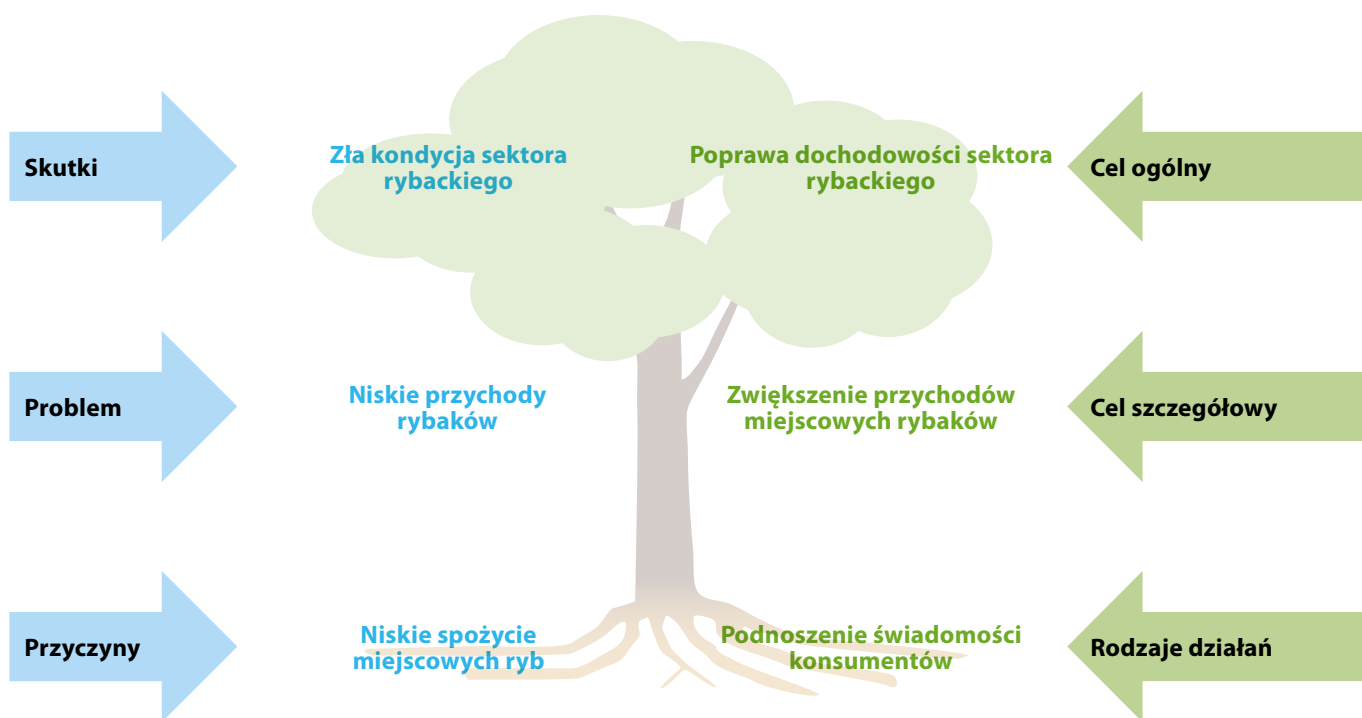 Skutki
Zła kondycja sektora
rybackiego
Poprawa dochodowości sektora
rybackiego
Cel ogólny
Problem
Niskie przychody
rybaków
Zwiększenie przychodów
miejscowych rybaków
Cel szczegółowy
Przyczyny
Niskie spożycie
miejscowych ryb
Podnoszenie świadomości
konsumentów
Rodzaje działań